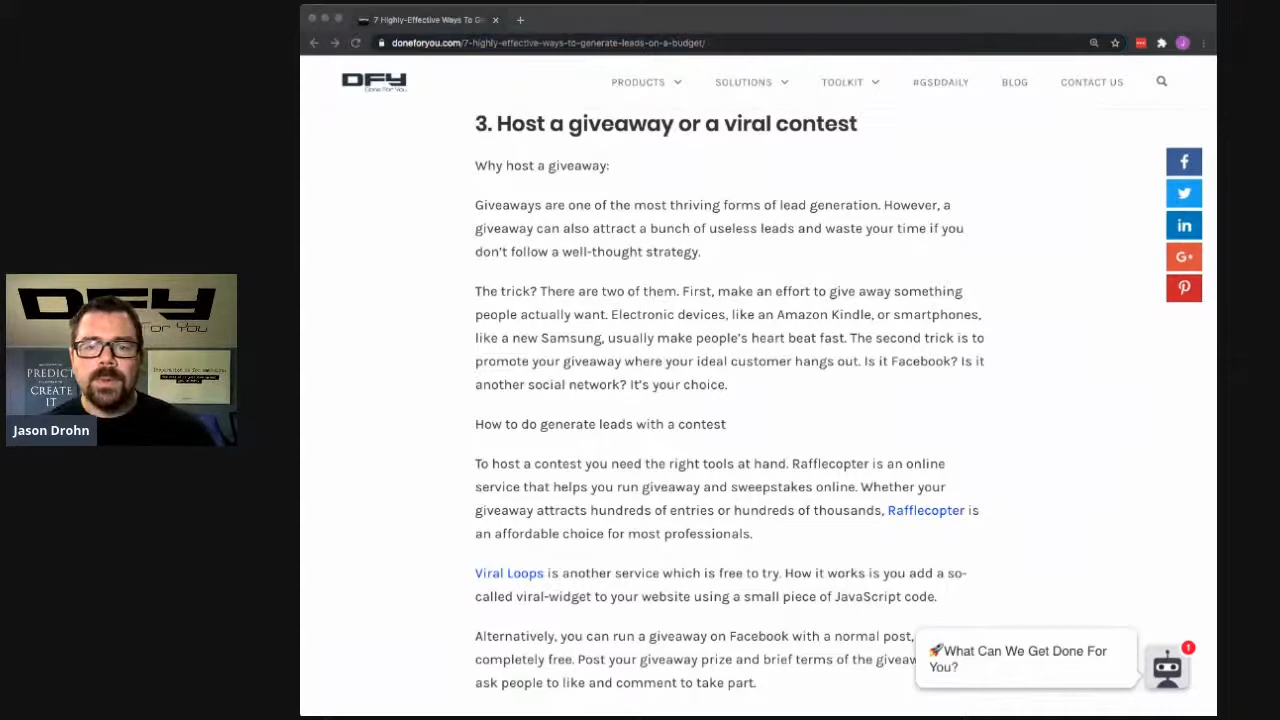 7 Highly-Effective Ways To Ge
doneforyou.com/7-highly-effective-ways-to-generate-leads-on-a-budget/
DFY
Done For You
PRODUCTS
SOLUTIONS
TOOLKIT
#GSDDAILY
BLOG
CONTACT US
3. Host a giveaway or a viral contest
Why host a giveaway:
Giveaways are one of the most thriving forms of lead generation. However, a
giveaway can also attract a bunch of useless leads and waste your time if you
don't follow a well-thought strategy.
The trick? There are two of them. First, make an effort to give away something
people actually want. Electronic devices, like an Amazon Kindle, or smartphones,
like a new Samsung, usually make people's heart beat fast. The second trick is to
promote your giveaway where your ideal customer hangs out. Is it Facebook? Is it
another social network? It's your choice.
How to do generate leads with a contest
To host a contest you need the right tools at hand. Rafflecopter is an online
service that helps you run giveaway and sweepstakes online. Whether your
giveaway attracts hundreds of entries or hundreds of thousands, Rafflecopter is
an affordable choice for most professionals.
Viral Loops is another service which is free to try. How it works is you add a so-
called viral-widget to your website using a small piece of JavaScript code.
Alternatively, you can run a giveaway on Facebook with a normal post,
completely free. Post your giveaway prize and brief terms of the giveaw
ask people to like and comment to take part.
🚀What Can We Get Done For
You?
1
J
f
in
G+
DFY
For You
PREDICT
CREATE
IT
Jason Drohn